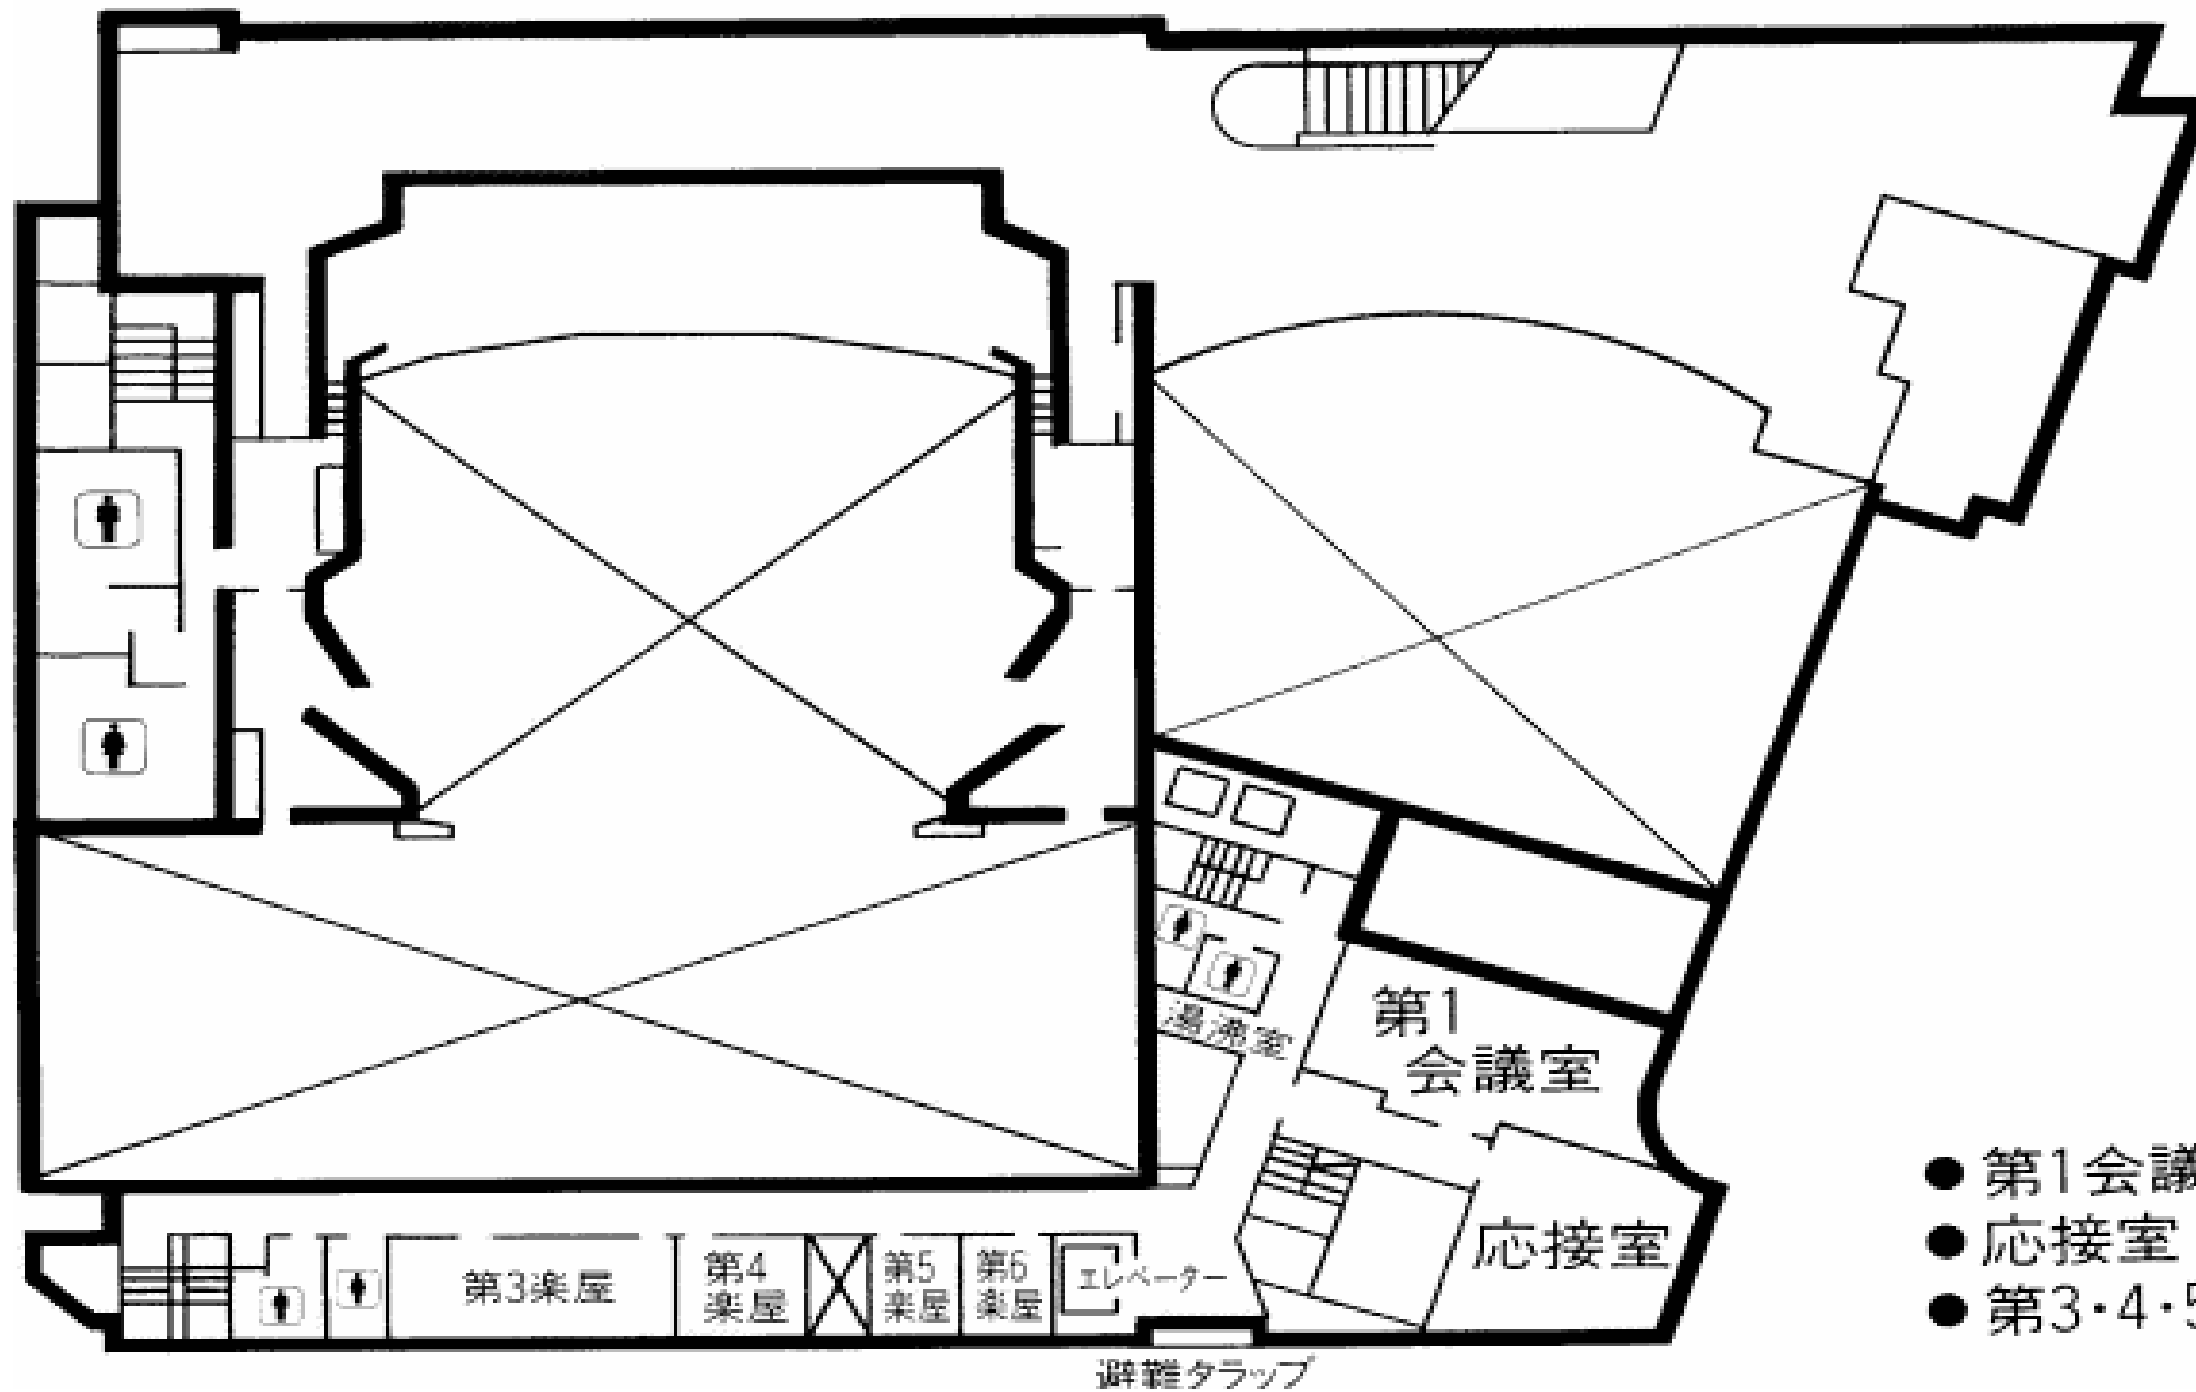 湯沸室
第1
会議室
応接室
第3楽屋
第4
楽屋
第5
楽屋
第6
楽屋
エレベーター
避難タラップ
● 第1会議
● 応接室
● 第3・4・5